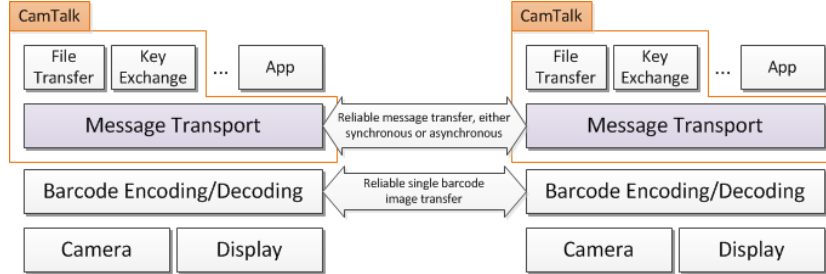 CamTalk
CamTalk
File
Transfer
Key
Exchange
...
App
File
Transfer
Key
Exchange
...
App
Message Transport
Reliable message transfer, either
synchronous or asynchronous
Message Transport
Barcode Encoding/Decoding
Reliable single barcode
image transfer
Barcode Encoding/Decoding
Camera
Display
Camera
Display